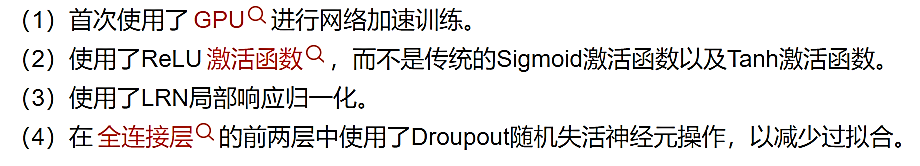 （1）首次使用了 GPU 进行网络加速训练。
（2）使用了ReLU 激活函数 ，而不是传统的Sigmoid激活函数以及Tanh激活函数。
（3）使用了LRN局部响应归一化。
（4）在 全连接层 的前两层中使用了Droupout随机失活神经元操作，以减少过拟合。